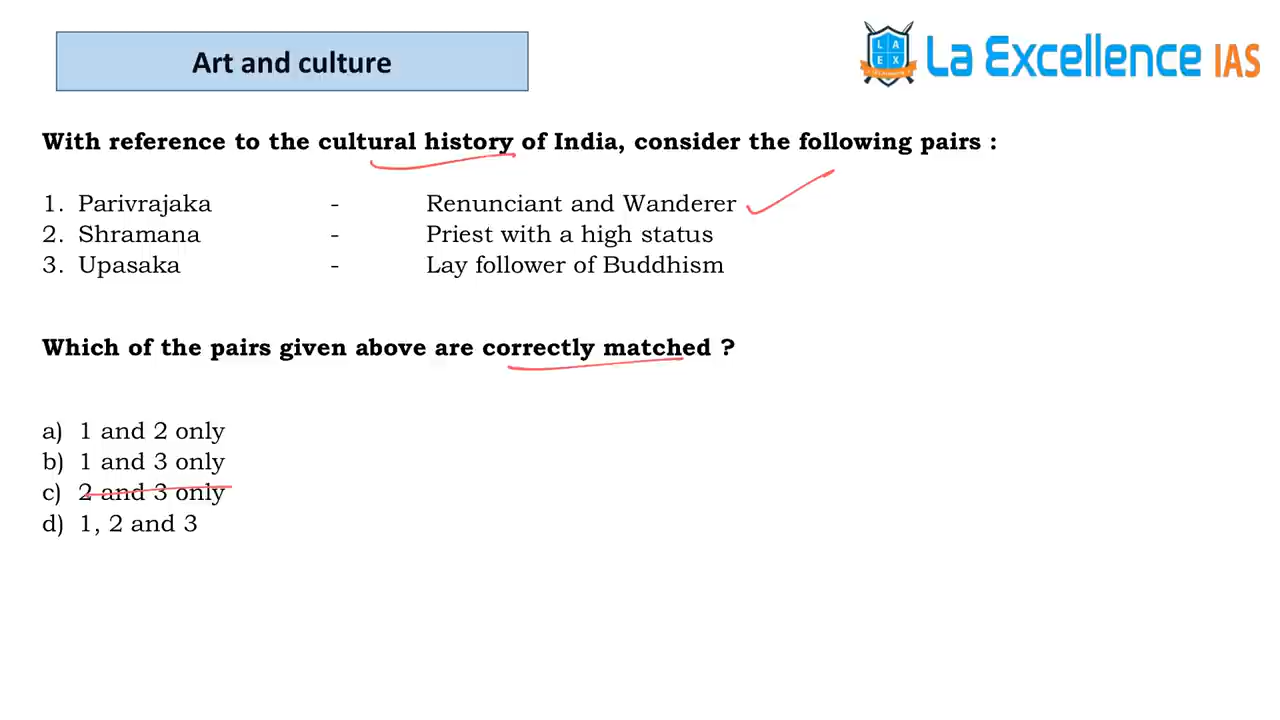 Art and culture
LA
EX
La Excellence IAS
With reference to the cultural history of India, consider the following pairs :
1. Parivrajaka - Renunciant and Wanderer
2. Shramana - Priest with a high status
3. Upasaka - Lay follower of Buddhism
Which of the pairs given above are correctly matched ?
a) 1 and 2 only
b) 1 and 3 only
c) 2 and 3 only
d) 1, 2 and 3